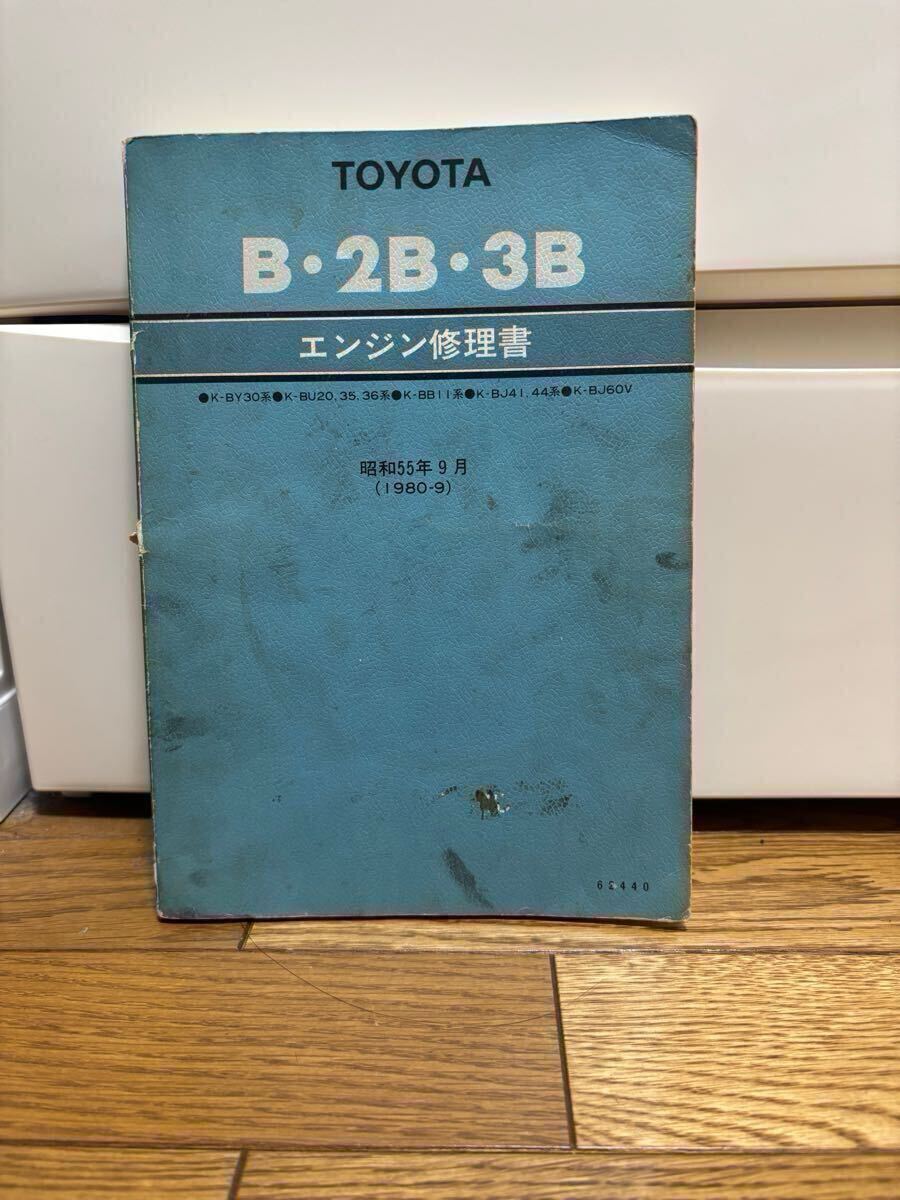 TOYOTA
B・2B・3B
エンジン修理書
●K-BY30系●K-BU20, 35, 36系●K-BB11系●K-BJ41, 44系●K-BJ60V
昭和55年9月
(1980-9)
62440